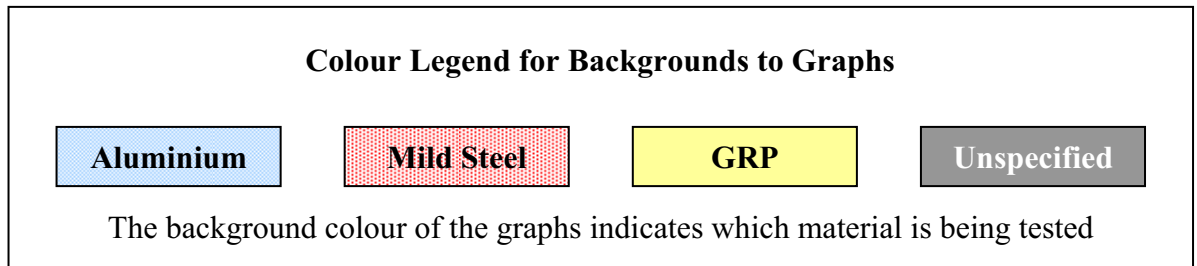 Colour Legend for Backgrounds to Graphs
Aluminium Mild Steel GRP Unspecified
The background colour of the graphs indicates which material is being tested